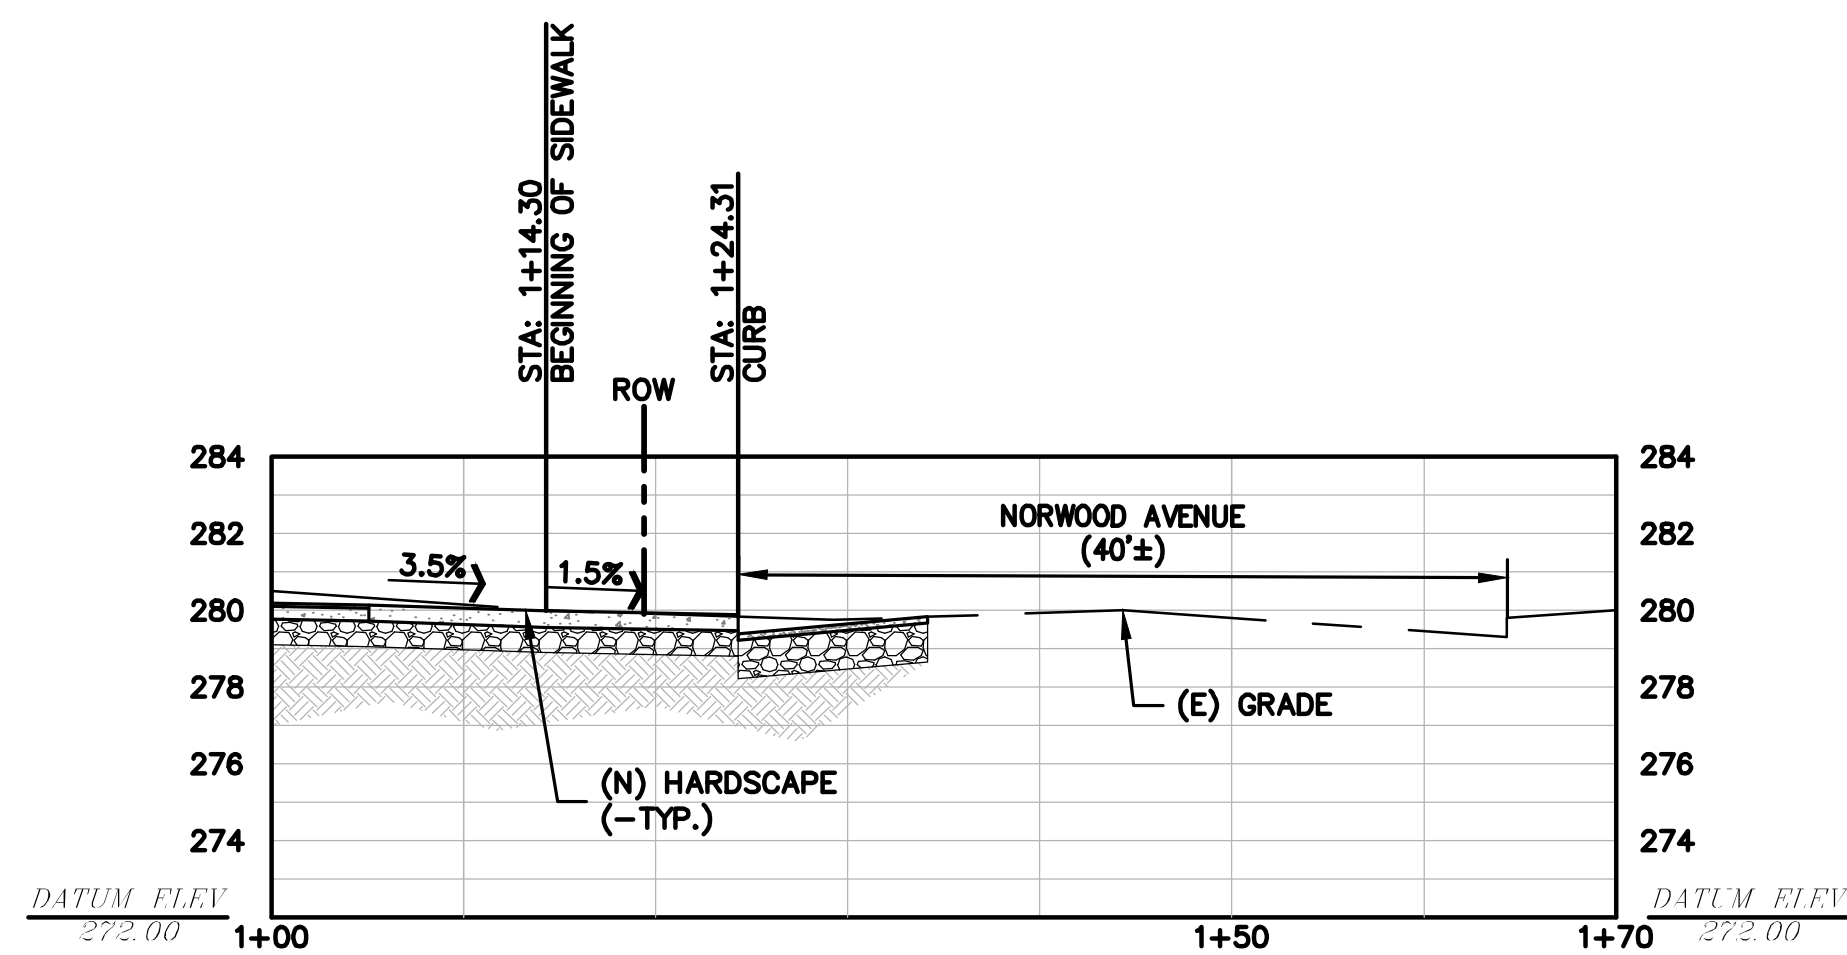 STA: 1+14.30
BEGINNING OF SIDEWALK
STA: 1+24.31
CURB
ROW
284
284
NORWOOD AVENUE
(40'±)
282
282
3.5%
1.5%
280
280
278
278
(E) GRADE
276
276
(N) HARDSCAPE
(-TYP.)
274
274
DATUM ELEV
272.00
DATUM ELEV
272.00
1+00
1+50
1+70